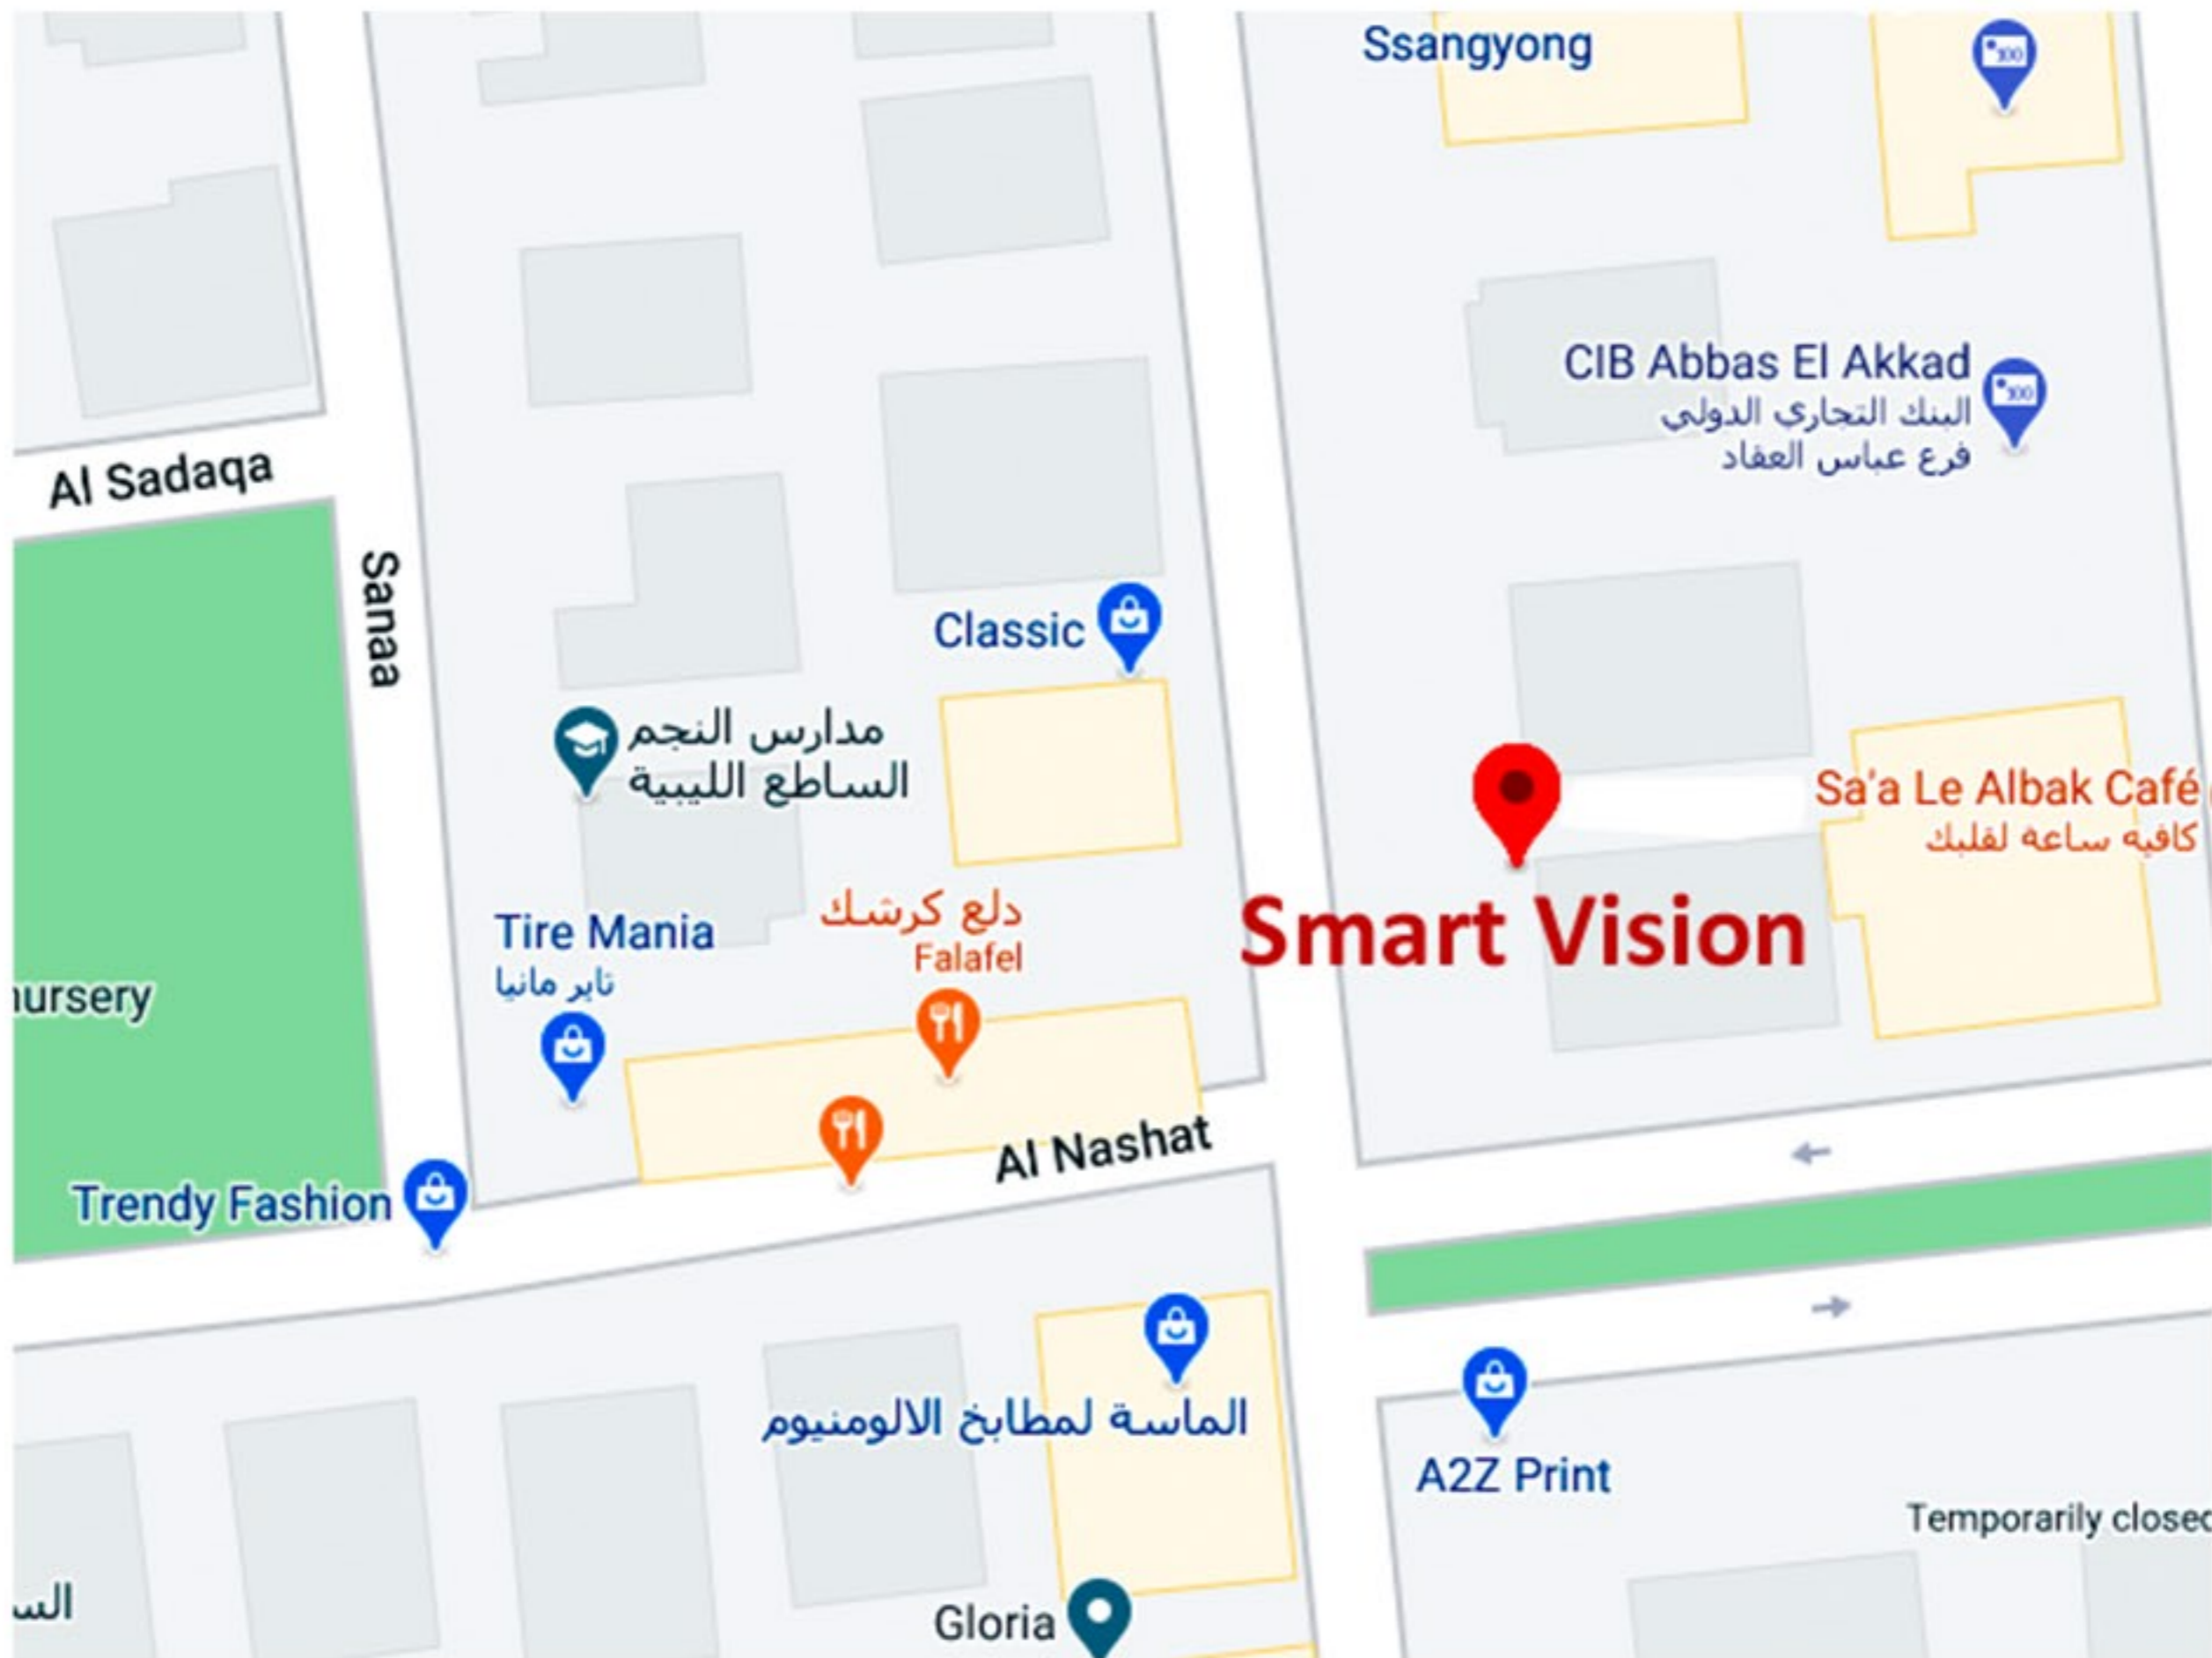 Ssangyong
CIB Abbas El Akkad
البنك التجاري الدولي
فرع عباس العقاد
Al Sadaqa
Sanaa
Classic
مدارس النجم
الساطع الليبية
Sa'a Le Albak Café
كافيه ساعة لقلبك
Smart Vision
دلع كرشك
Falafel
Tire Mania
تاير مانيا
nursery
Al Nashat
Trendy Fashion
الماسة لمطابخ الالومنيوم
A2Z Print
Temporarily closed
الس
Gloria